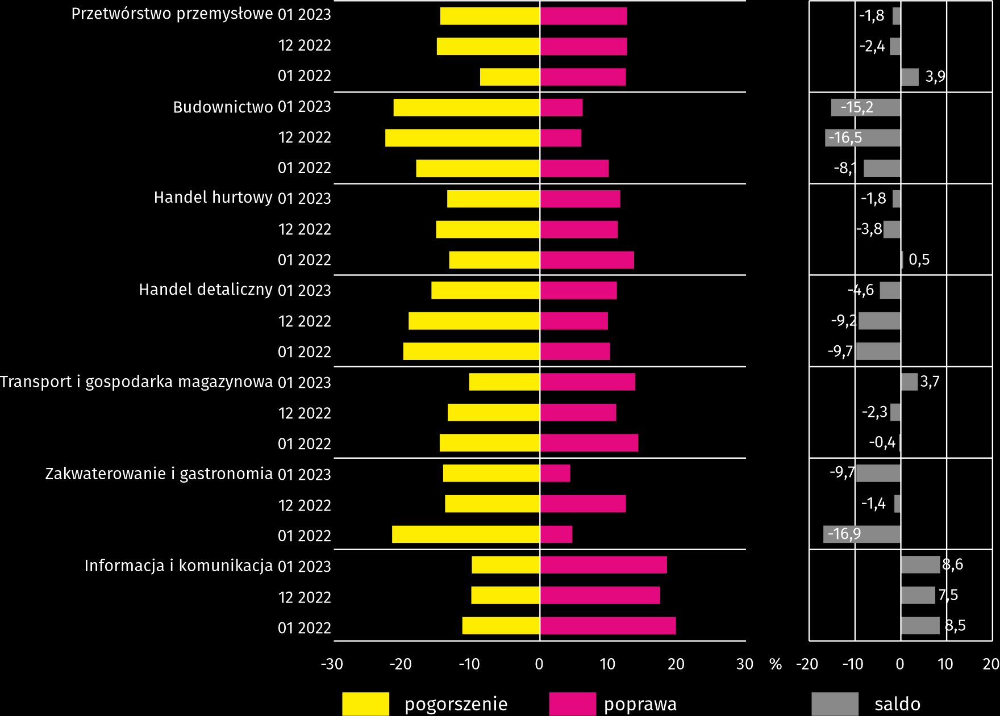 Przetwórstwo przemysłowe 01 2023 -1,8
12 2022 -2,4
01 2022 3,9
Budownictwo 01 2023 -15,2
12 2022 -16,5
01 2022 -8,1
Handel hurtowy 01 2023 -1,8
12 2022 -3,8
01 2022 0,5
Handel detaliczny 01 2023 -4,6
12 2022 -9,2
01 2022 -9,7
Transport i gospodarka magazynowa 01 2023 3,7
12 2022 -2,3
01 2022 -0,4
Zakwaterowanie i gastronomia 01 2023 -9,7
12 2022 -1,4
01 2022 -16,9
Informacja i komunikacja 01 2023 8,6
12 2022 7,5
01 2022 8,5
-30 -20 -10 0 10 20 30 % -20 -10 0 10 20
pogorszenie poprawa saldo